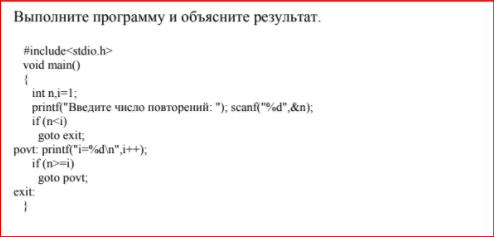 Выполните программу и объясните результат.
#include<stdio.h>
void main()
{
int n,i=1;
printf("Введите число повторений: "); scanf("%d",&n);
if (n<i)
goto exit;
povt: printf("i=%d\n",i++);
if (n>=i)
goto povt;
exit:
}